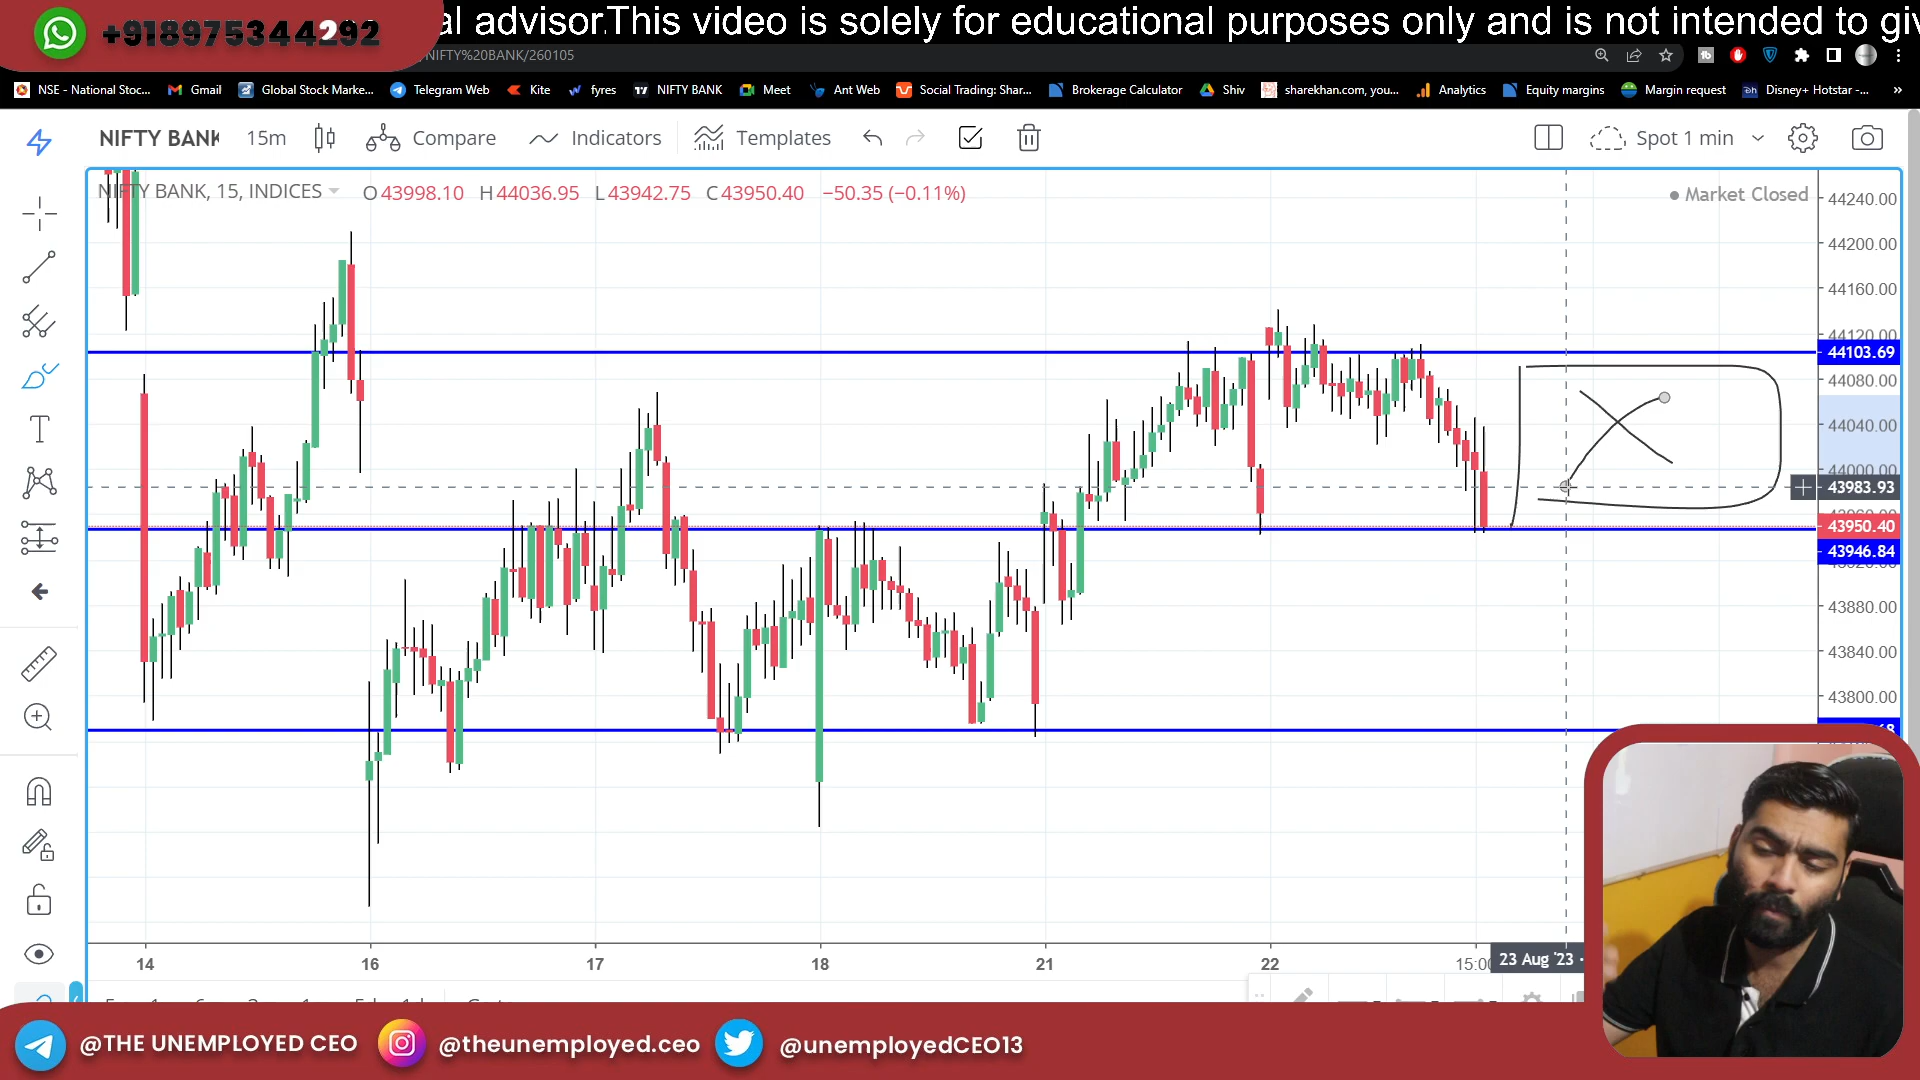 +918975344292
al advisor.This video is solely for educational purposes only and is not intended to gi
/NIFTY%20BANK/260105
NSE - National Stoc... Gmail Global Stock Marke... Telegram Web Kite fyres NIFTY BANK Meet Ant Web Social Trading: Shar... Brokerage Calculator Shiv sharekhan.com, you... Analytics Equity margins Margin request Disney+ Hotstar -... »
NIFTY BANK 15m Compare Indicators Templates Spot 1 min
NIFTY BANK, 15, INDICES O43998.10 H44036.95 L43942.75 C43950.40 −50.35 (−0.11%)
Market Closed
44240.00
44200.00
44160.00
44120.00
44103.69
44080.00
44040.00
44000.00
43983.93
43950.40
43946.84
43880.00
43840.00
43800.00
14 16 17 18 21 22 15:00 23 Aug '23
@THE UNEMPLOYED CEO @theunemployed.ceo @unemployedCEO13